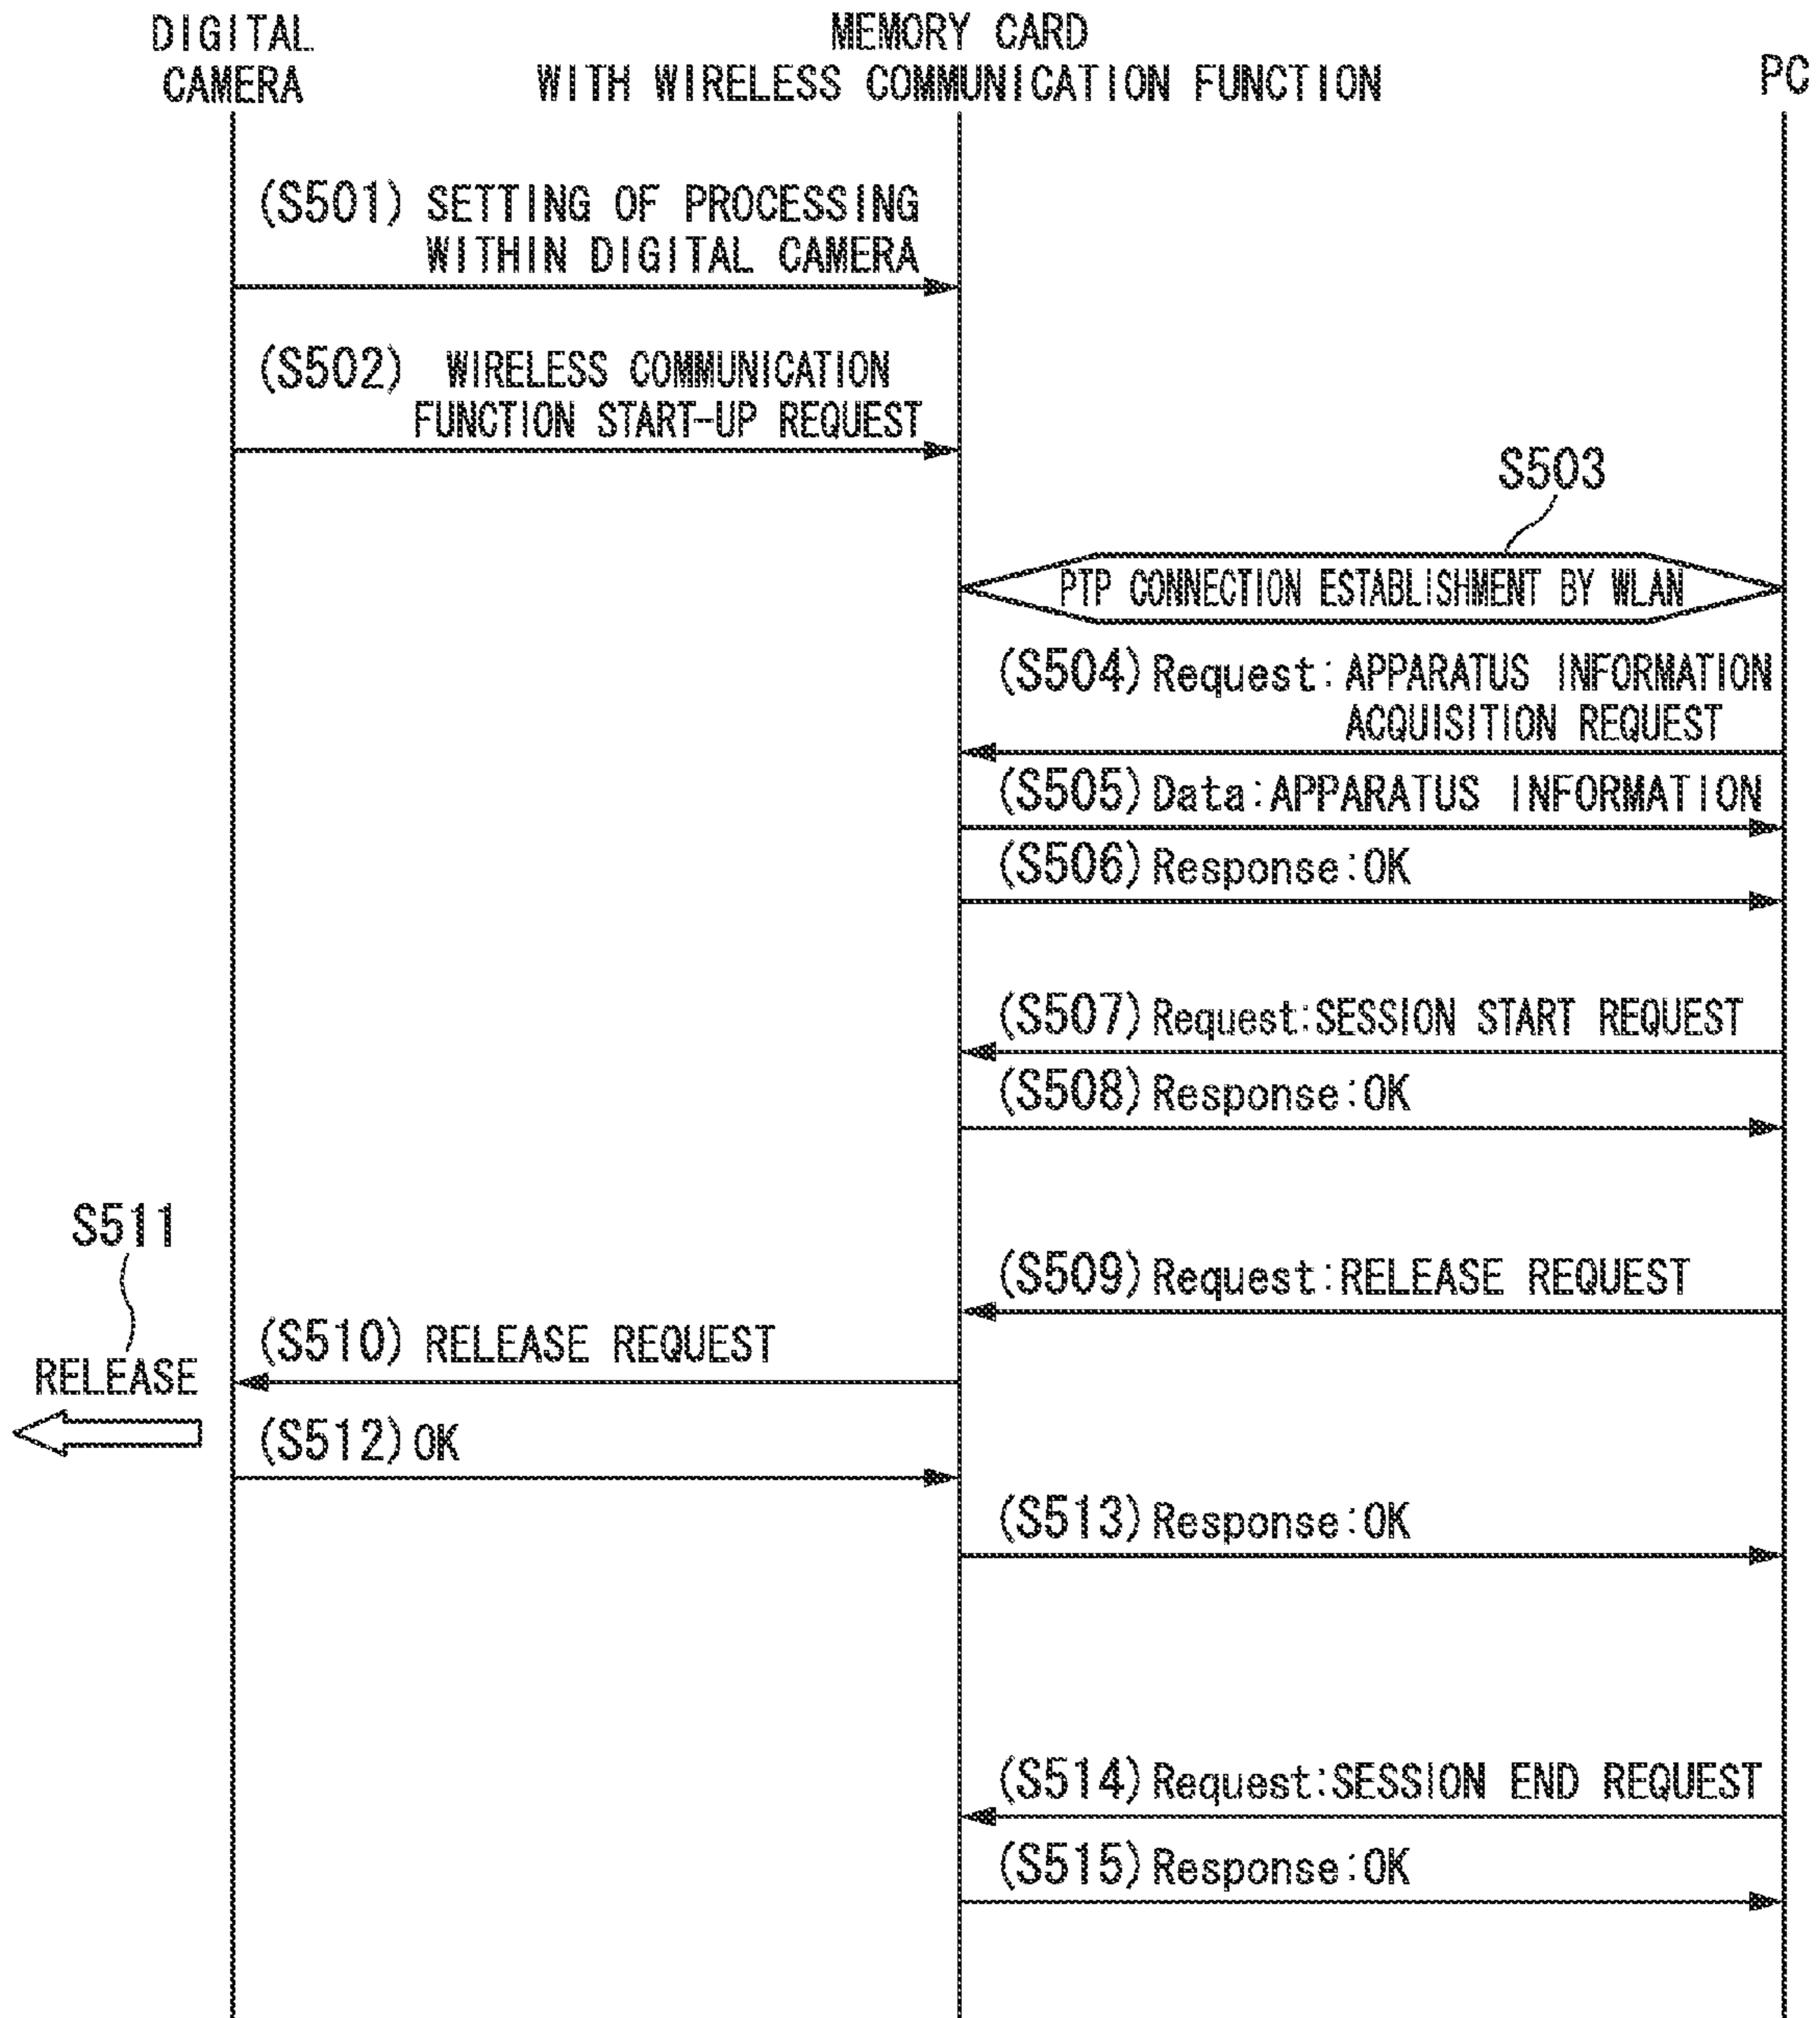 DIGITAL
CAMERA
MEMORY CARD
WITH WIRELESS COMMUNICATION FUNCTION
PC
(S501) SETTING OF PROCESSING
WITHIN DIGITAL CAMERA
(S502) WIRELESS COMMUNICATION
FUNCTION START-UP REQUEST
S503
PTP CONNECTION ESTABLISHMENT BY WLAN
(S504) Request: APPARATUS INFORMATION
ACQUISITION REQUEST
(S505) Data: APPARATUS INFORMATION
(S506) Response: OK
(S507) Request: SESSION START REQUEST
(S508) Response: OK
S511
RELEASE
(S509) Request: RELEASE REQUEST
(S510) RELEASE REQUEST
(S512) OK
(S513) Response: OK
(S514) Request: SESSION END REQUEST
(S515) Response: OK